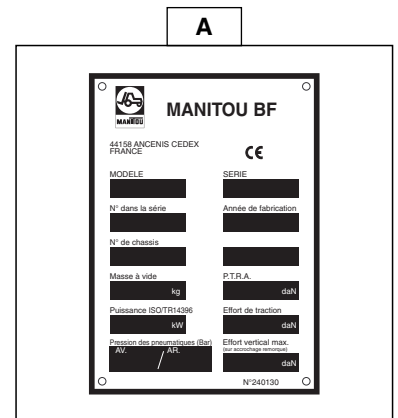 A
MANITOU
MANITOU BF
44158 ANCENIS CEDEX
FRANCE
CE
MODELE
SERIE
N° dans la série
Année de fabrication
N° de chassis
Masse à vide
P.T.R.A.
kg
daN
Puissance ISO/TR14396
Effort de traction
kW
daN
Pression des pneumatiques (Bar)
Effort vertical max.
(sur accrochage remorque)
AV. / AR.
daN
N°240130